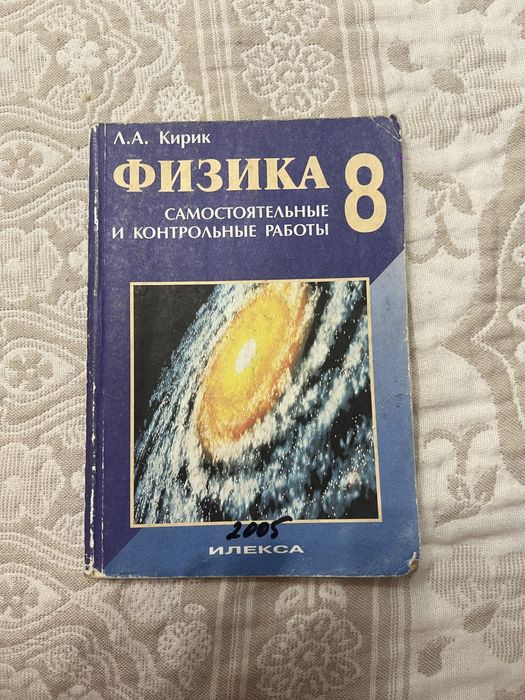 Л.А. Кирик
ФИЗИКА 8
САМОСТОЯТЕЛЬНЫЕ
И КОНТРОЛЬНЫЕ РАБОТЫ
2005
ИЛЕКСА